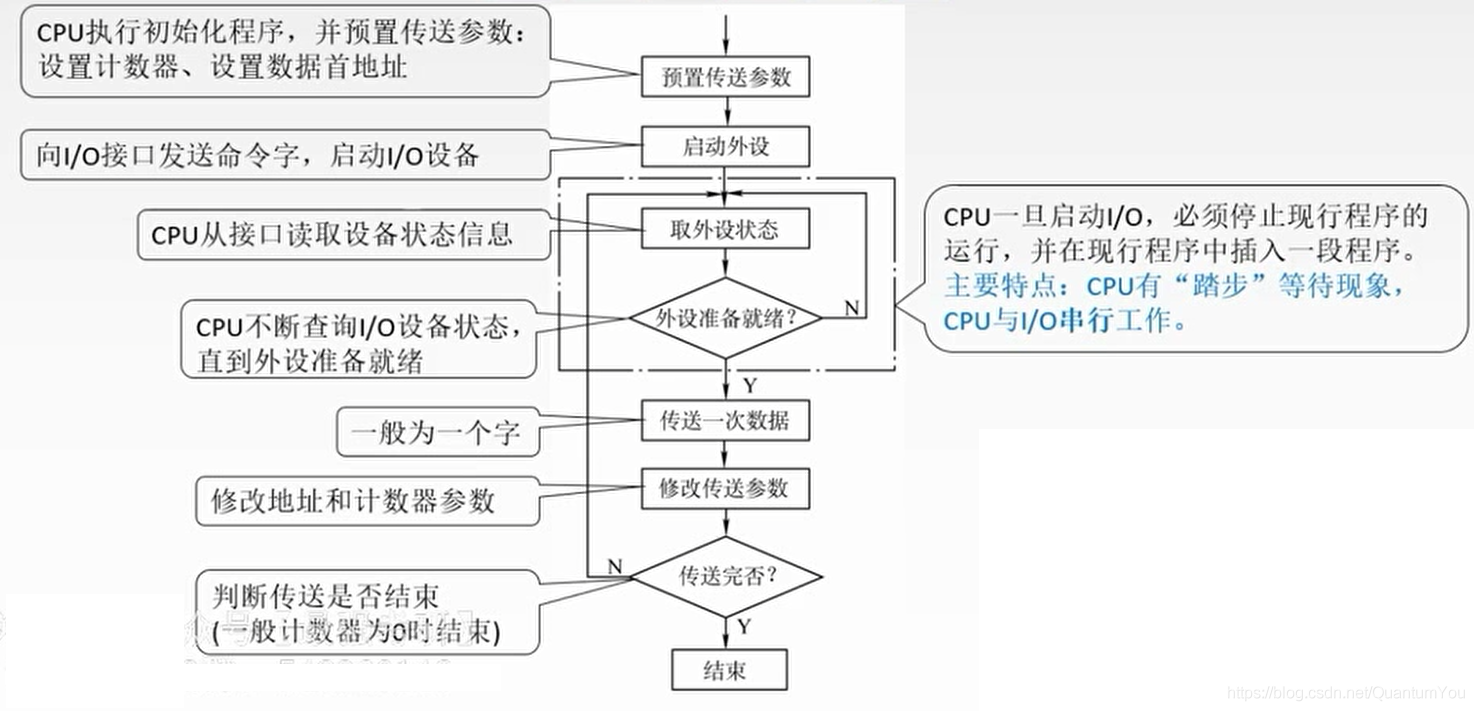 CPU执行初始化程序，并预置传送参数：
设置计数器、设置数据首地址
预置传送参数
向I/O接口发送命令字，启动I/O设备
启动外设
CPU从接口读取设备状态信息
取外设状态
CPU一旦启动I/O，必须停止现行程序的
运行，并在现行程序中插入一段程序。
主要特点：CPU有“踏步”等待现象，
CPU与I/O串行工作。
CPU不断查询I/O设备状态，
直到外设准备就绪
外设准备就绪？
N
Y
一般为一个字
传送一次数据
修改地址和计数器参数
修改传送参数
N
传送完否？
判断传送是否结束
(一般计数器为0时结束)
Y
结束
https://blog.csdn.net/QuantumYou